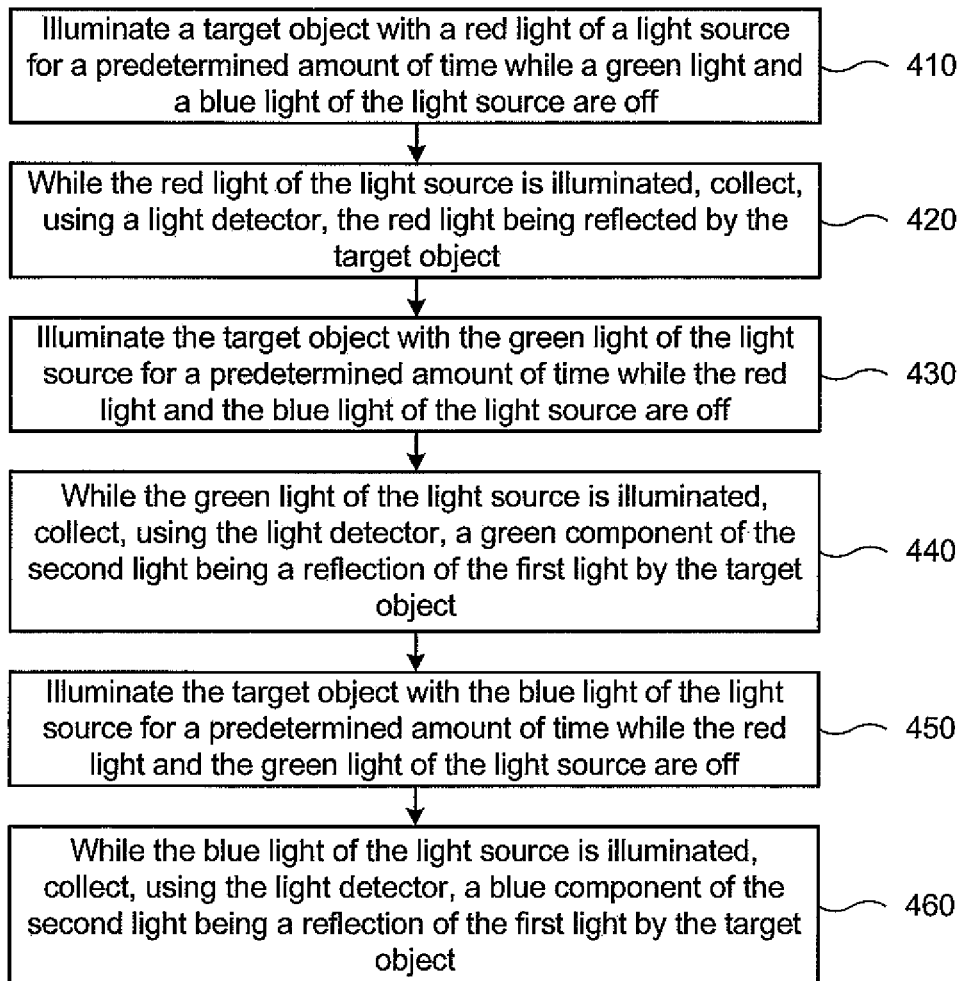 Illuminate a target object with a red light of a light source
for a predetermined amount of time while a green light and
a blue light of the light source are off
410
While the red light of the light source is illuminated, collect,
using a light detector, the red light being reflected by the
target object
420
Illuminate the target object with the green light of the light
source for a predetermined amount of time while the red
light and the blue light of the light source are off
430
While the green light of the light source is illuminated,
collect, using the light detector, a green component of the
second light being a reflection of the first light by the target
object
440
Illuminate the target object with the blue light of the light
source for a predetermined amount of time while the red
light and the green light of the light source are off
450
While the blue light of the light source is illuminated,
collect, using the light detector, a blue component of the
second light being a reflection of the first light by the target
object
460